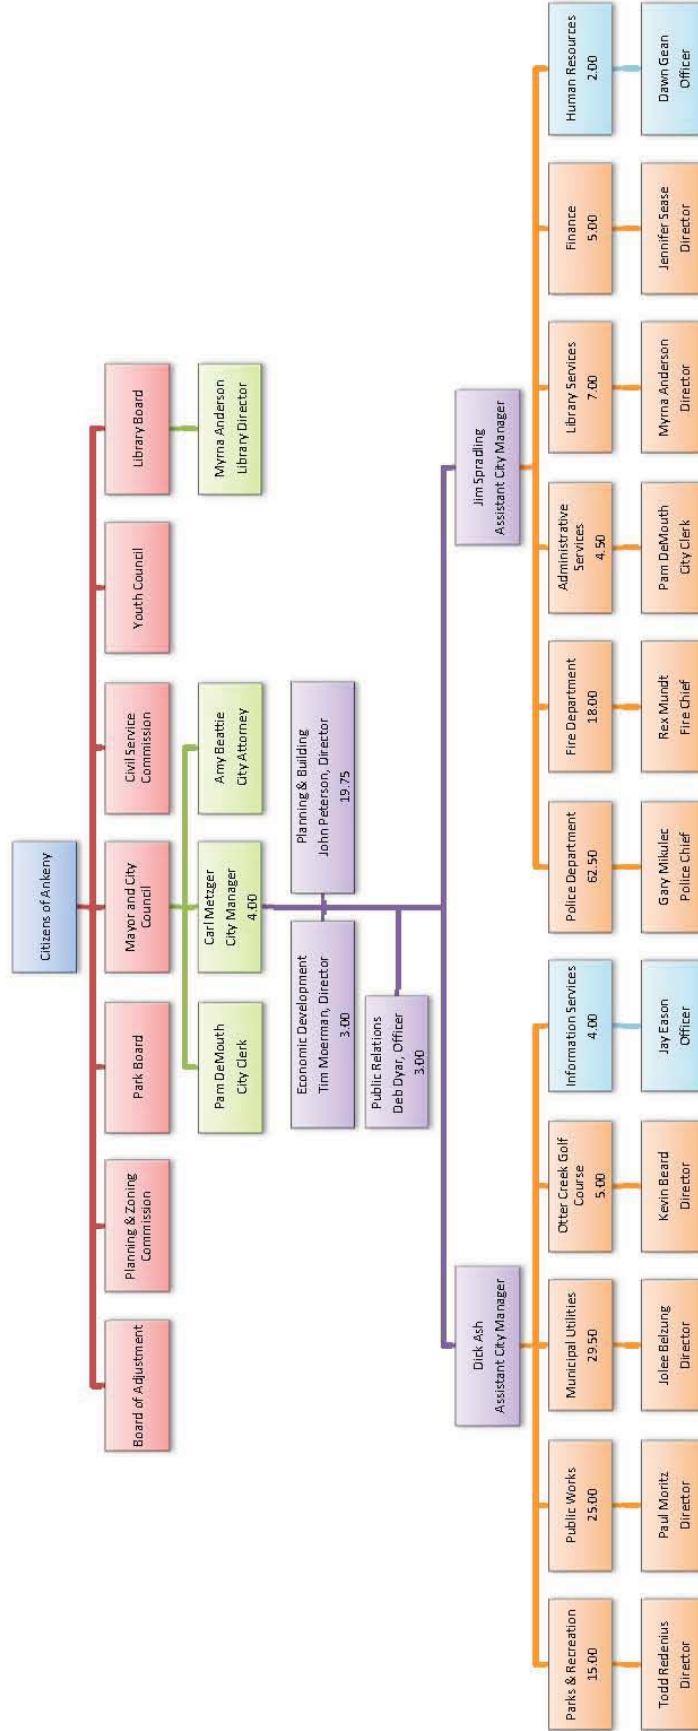 Citizens of Ankeny
Board of Adjustment
Planning & Zoning
Commission
Park Board
Mayor and City
Council
Civil Service
Commission
Youth Council
Library Board
Pam DeMouth
City Clerk
Carl Metzger
City Manager
4.00
Amy Beattie
City Attorney
Myrna Anderson
Library Director
Economic Development
Tim Moerman, Director
3.00
Planning & Building
John Peterson, Director
19.75
Public Relations
Deb Dyar, Officer
3.00
Dick Ash
Assistant City Manager
Jim Spradling
Assistant City Manager
Parks & Recreation
15.00
Public Works
25.00
Municipal Utilities
29.50
Otter Creek Golf
Course
5.00
Information Services
4.00
Police Department
62.50
Fire Department
18.00
Administrative
Services
4.50
Library Services
7.00
Finance
5.00
Human Resources
2.00
Todd Redenius
Director
Paul Moritz
Director
Jolee Belzung
Director
Kevin Beard
Director
Jay Eason
Officer
Gary Mikulec
Police Chief
Rex Mundt
Fire Chief
Pam DeMouth
City Clerk
Myrna Anderson
Director
Jennifer Sease
Director
Dawn Gean
Officer